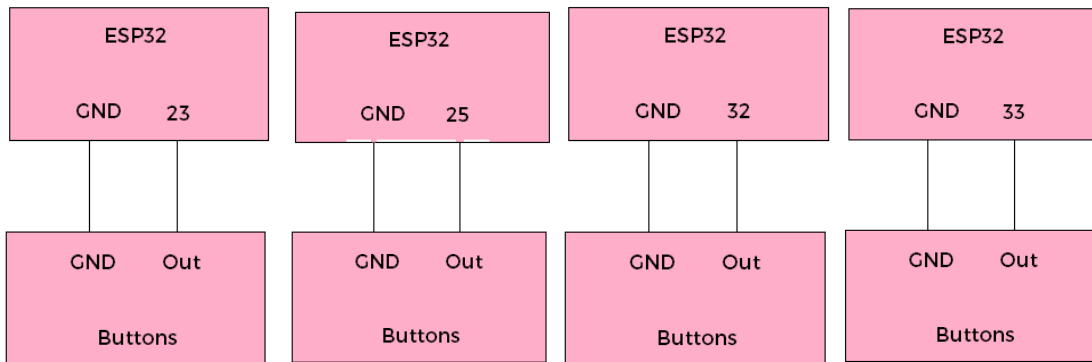 ESP32 ESP32 ESP32 ESP32
GND 23 GND 25 GND 32 GND 33
GND Out GND Out GND Out GND Out
Buttons Buttons Buttons Buttons